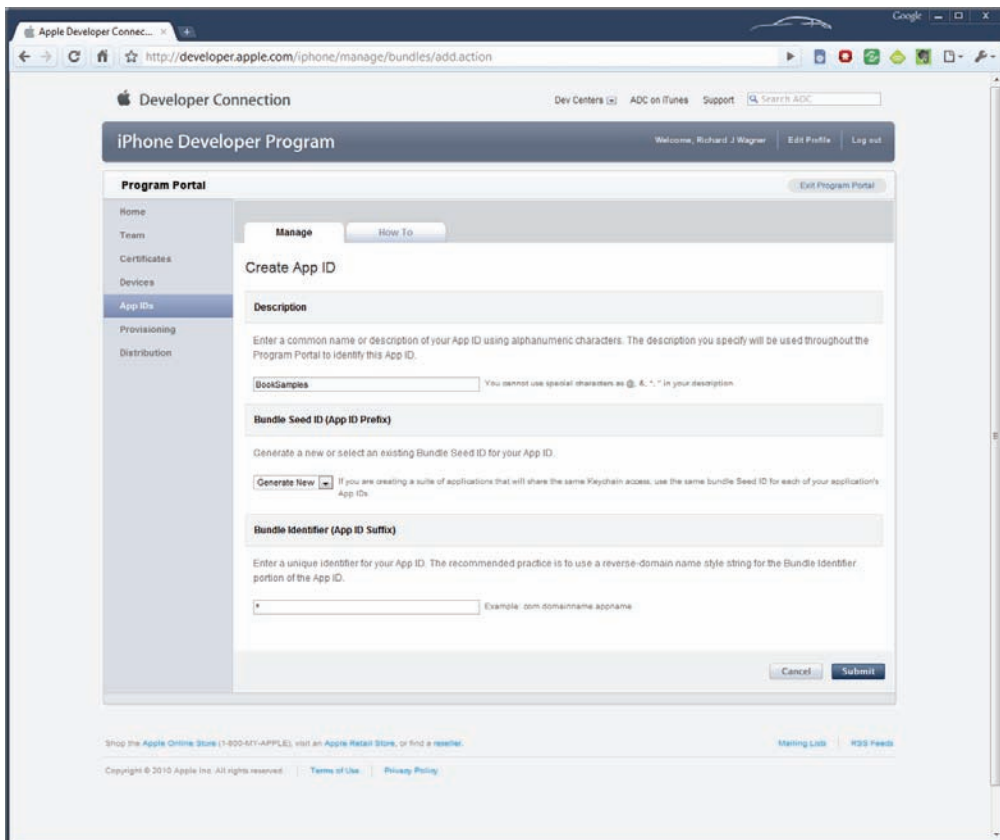 Google
Apple Developer Connec...
http://developer.apple.com/iphone/manage/bundles/add.action
Developer Connection
Dev Centers
ADC on iTunes
Support
Search ADC
iPhone Developer Program
Welcome, Richard J Wagner
Edit Profile
Log out
Program Portal
Exit Program Portal
Home
Team
Certificates
Devices
App IDs
Provisioning
Distribution
Manage
How To
Create App ID
Description
Enter a common name or description of your App ID using alphanumeric characters. The description you specify will be used throughout the
Program Portal to identify this App ID.
BookSamples
You cannot use special characters as @, &, *, " in your description
Bundle Seed ID (App ID Prefix)
Generate a new or select an existing Bundle Seed ID for your App ID.
Generate New
If you are creating a suite of applications that will share the same Keychain access, use the same bundle Seed ID for each of your application's
App IDs
Bundle Identifier (App ID Suffix)
Enter a unique identifier for your App ID. The recommended practice is to use a reverse-domain name style string for the Bundle Identifier
portion of the App ID.
*
Example: com.domainname.appname
Cancel
Submit
Shop the Apple Online Store (1-800-MY-APPLE), visit an Apple Retail Store, or find a reseller.
Mailing Lists
RSS Feeds
Copyright © 2010 Apple Inc. All rights reserved.
Terms of Use
Privacy Policy